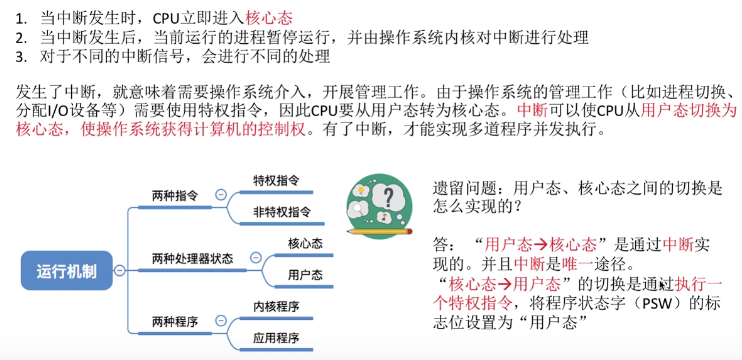 1. 当中断发生时，CPU立即进入核心态
2. 当中断发生后，当前运行的进程暂停运行，并由操作系统内核对中断进行处理
3. 对于不同的中断信号，会进行不同的处理
发生了中断，就意味着需要操作系统介入，开展管理工作。由于操作系统的管理工作（比如进程切换、
分配I/O设备等）需要使用特权指令，因此CPU要从用户态转为核心态。中断可以使CPU从用户态切换为
核心态，使操作系统获得计算机的控制权。有了中断，才能实现多道程序并发执行。
运行机制
两种指令
特权指令
非特权指令
两种处理器状态
核心态
用户态
两种程序
内核程序
应用程序
?
遗留问题：用户态、核心态之间的切换是
怎么实现的？
答：“用户态→核心态”是通过中断实
现的。并且中断是唯一途径。
“核心态→用户态”的切换是通过执行一
个特权指令，将程序状态字（PSW）的标
志位设置为“用户态”